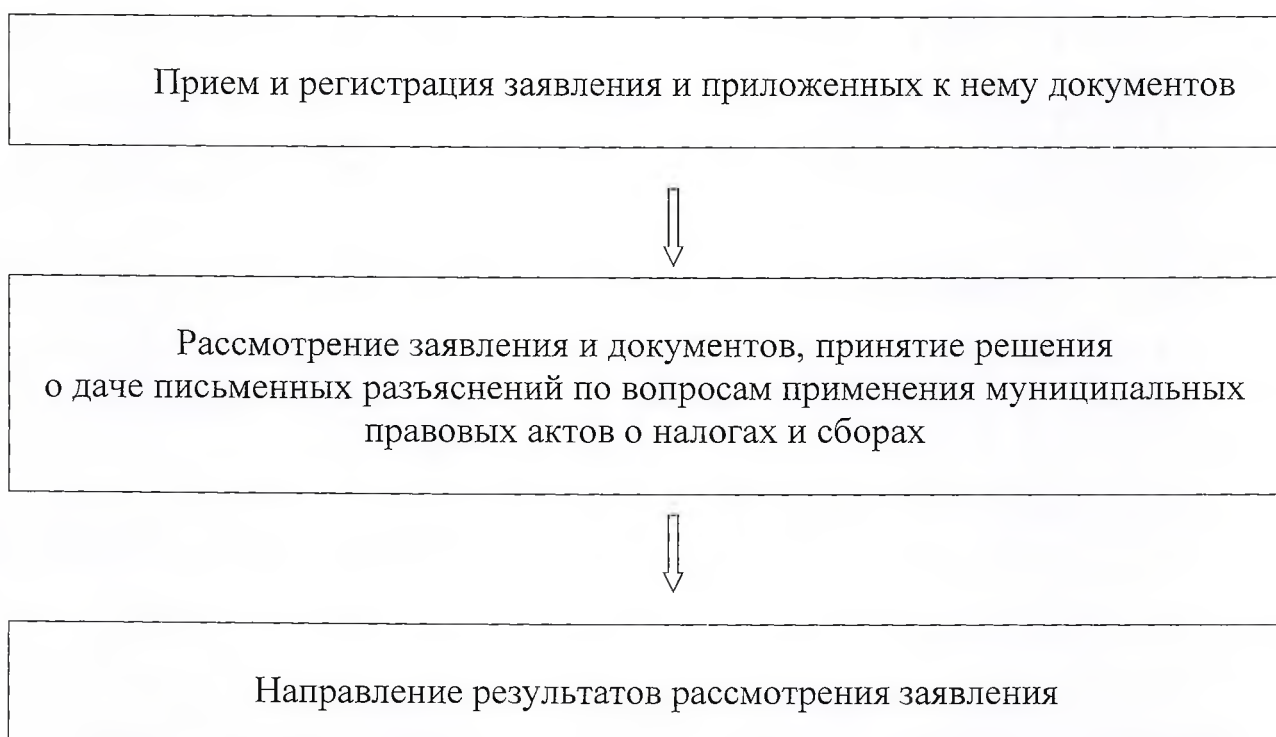 Прием и регистрация заявления и приложенных к нему документов
Рассмотрение заявления и документов, принятие решения
о даче письменных разъяснений по вопросам применения муниципальных
правовых актов о налогах и сборах
Направление результатов рассмотрения заявления